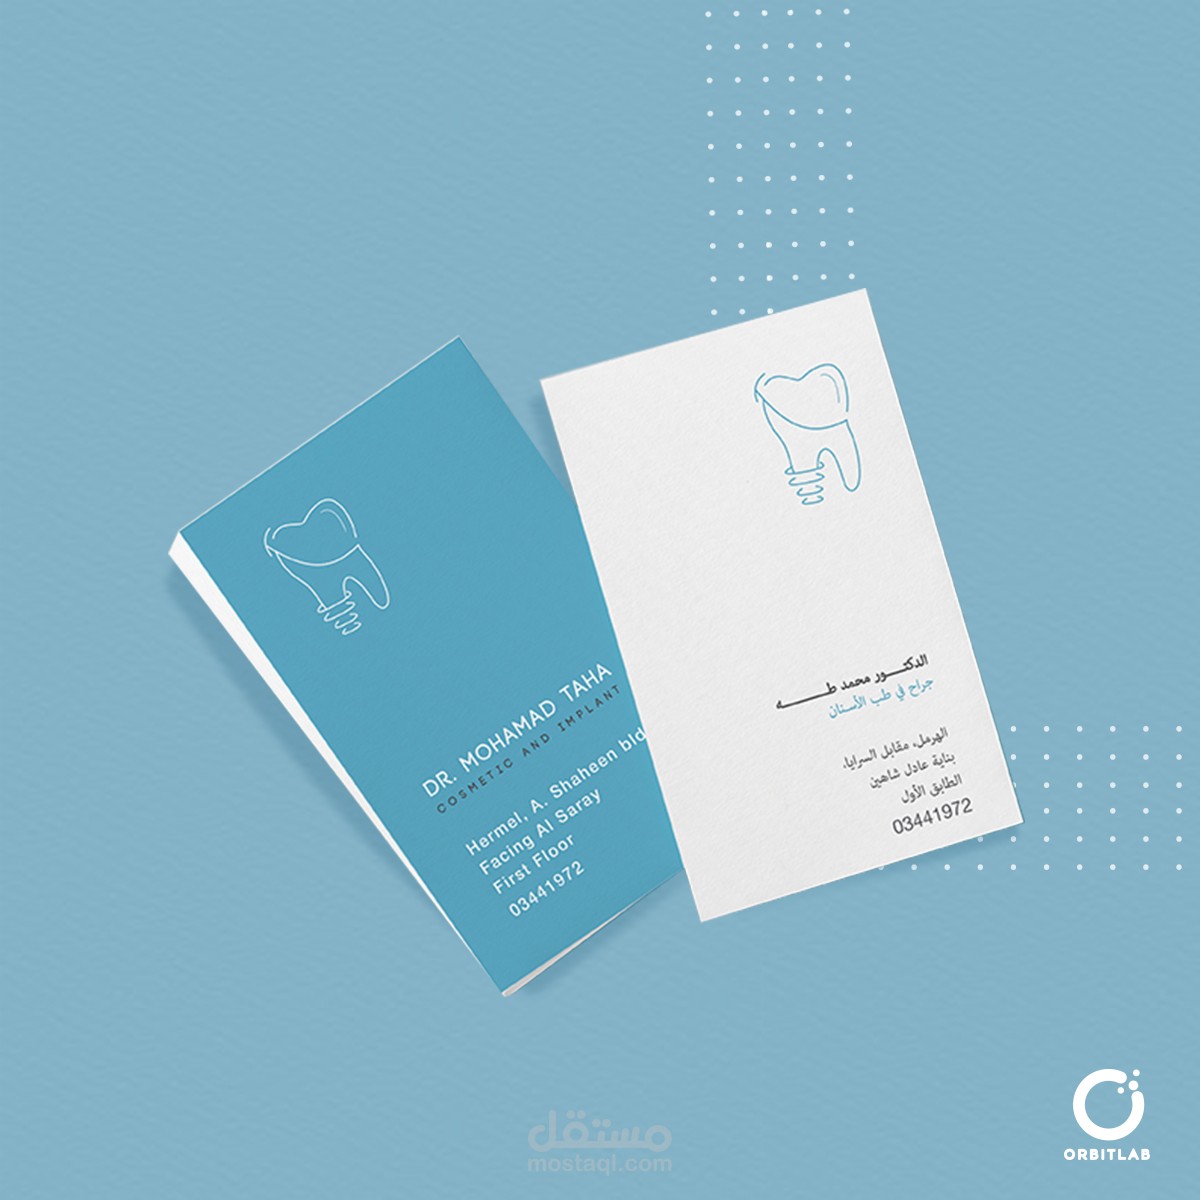 DR. MOHAMAD TAHA
COSMETIC AND IMPLANT
Hermel, A. Shaheen bld
Facing Al Saray
First Floor
03441972
الدكتور محمد طه
جراح في طب الأسنان
الهرمل، مقابل السرايا،
بناية عادل شاهين
الطابق الأول
03441972
مستقل
mostaql.com
ORBITLAB